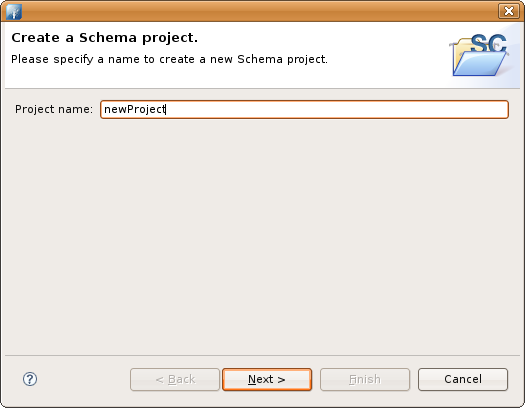 Create a Schema project.
Please specify a name to create a new Schema project.
SC
Project name: newProject
? < Back Next > Finish Cancel